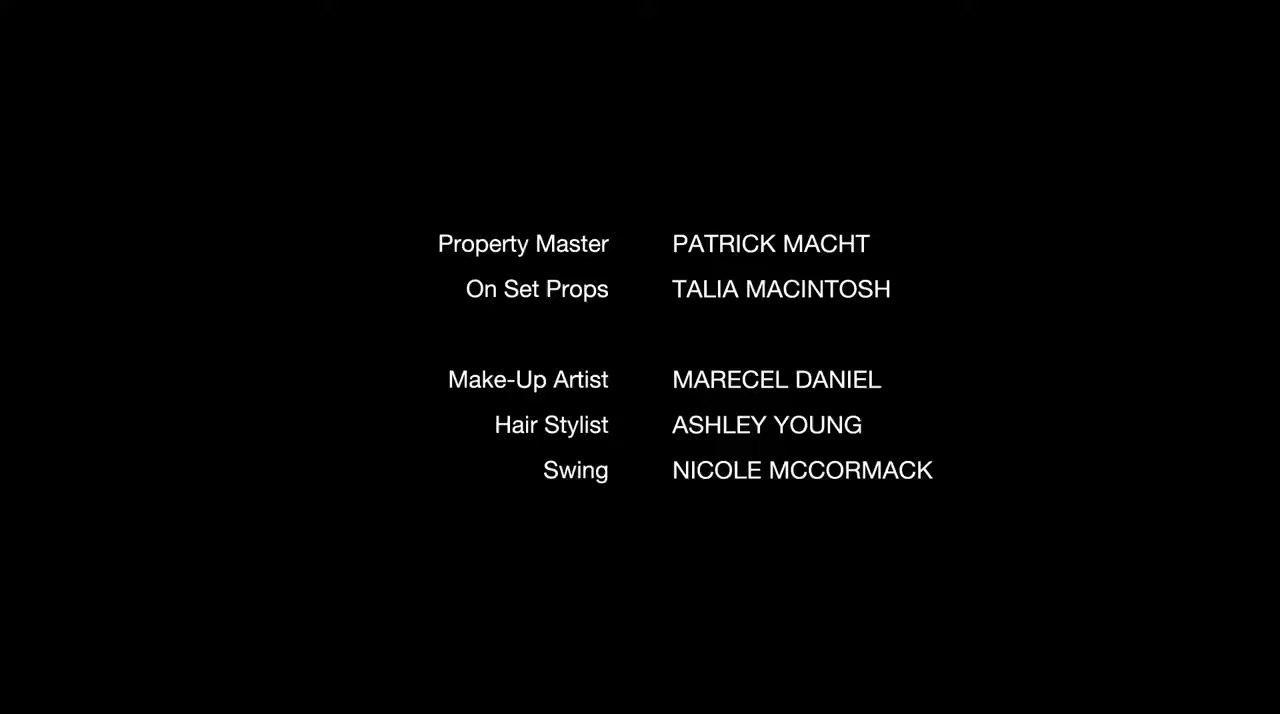 Property Master PATRICK MACHT
On Set Props TALIA MACINTOSH
Make-Up Artist MARECEL DANIEL
Hair Stylist ASHLEY YOUNG
Swing NICOLE MCCORMACK